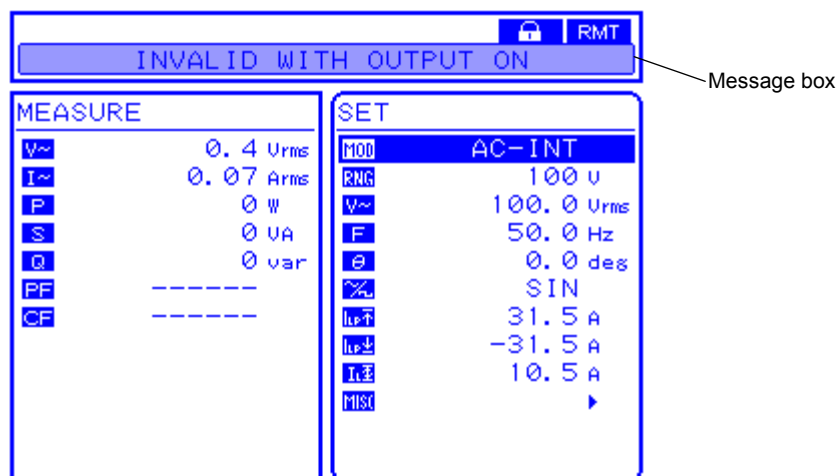 RMT
INVALID WITH OUTPUT ON
Message box
MEASURE
V~ 0.4 Vrms
I~ 0.07 Arms
P 0 W
S 0 VA
Q 0 var
PF ------
CF ------
SET
MOD AC-INT
RNG 100 V
V~ 100.0 Vrms
F 50.0 Hz
θ 0.0 deg
SIN
31.5 A
-31.5 A
10.5 A
MISC